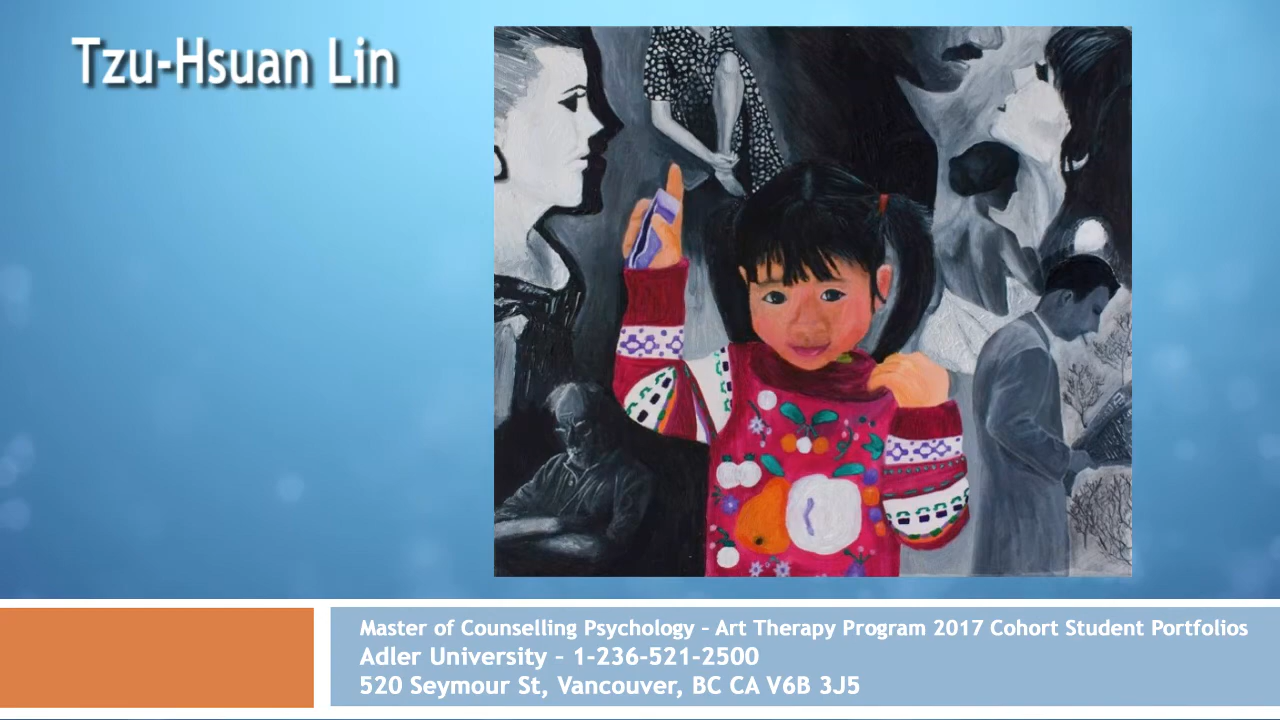 Tzu-Hsuan Lin
Master of Counselling Psychology – Art Therapy Program 2017 Cohort Student Portfolios
Adler University – 1-236-521-2500
520 Seymour St, Vancouver, BC CA V6B 3J5